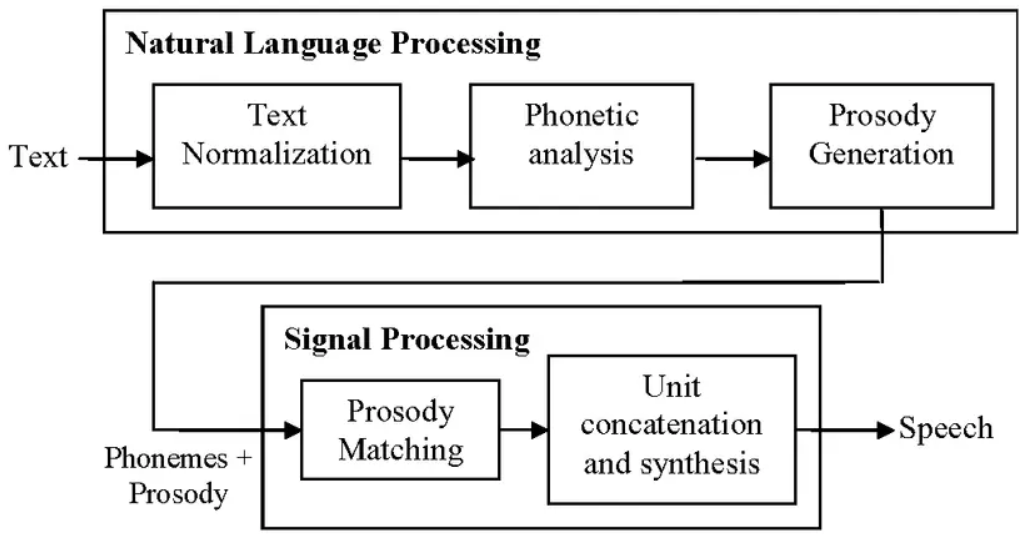 Natural Language Processing
Text
Text
Normalization
Phonetic
analysis
Prosody
Generation
Signal Processing
Phonemes +
Prosody
Prosody
Matching
Unit
concatenation
and synthesis
Speech